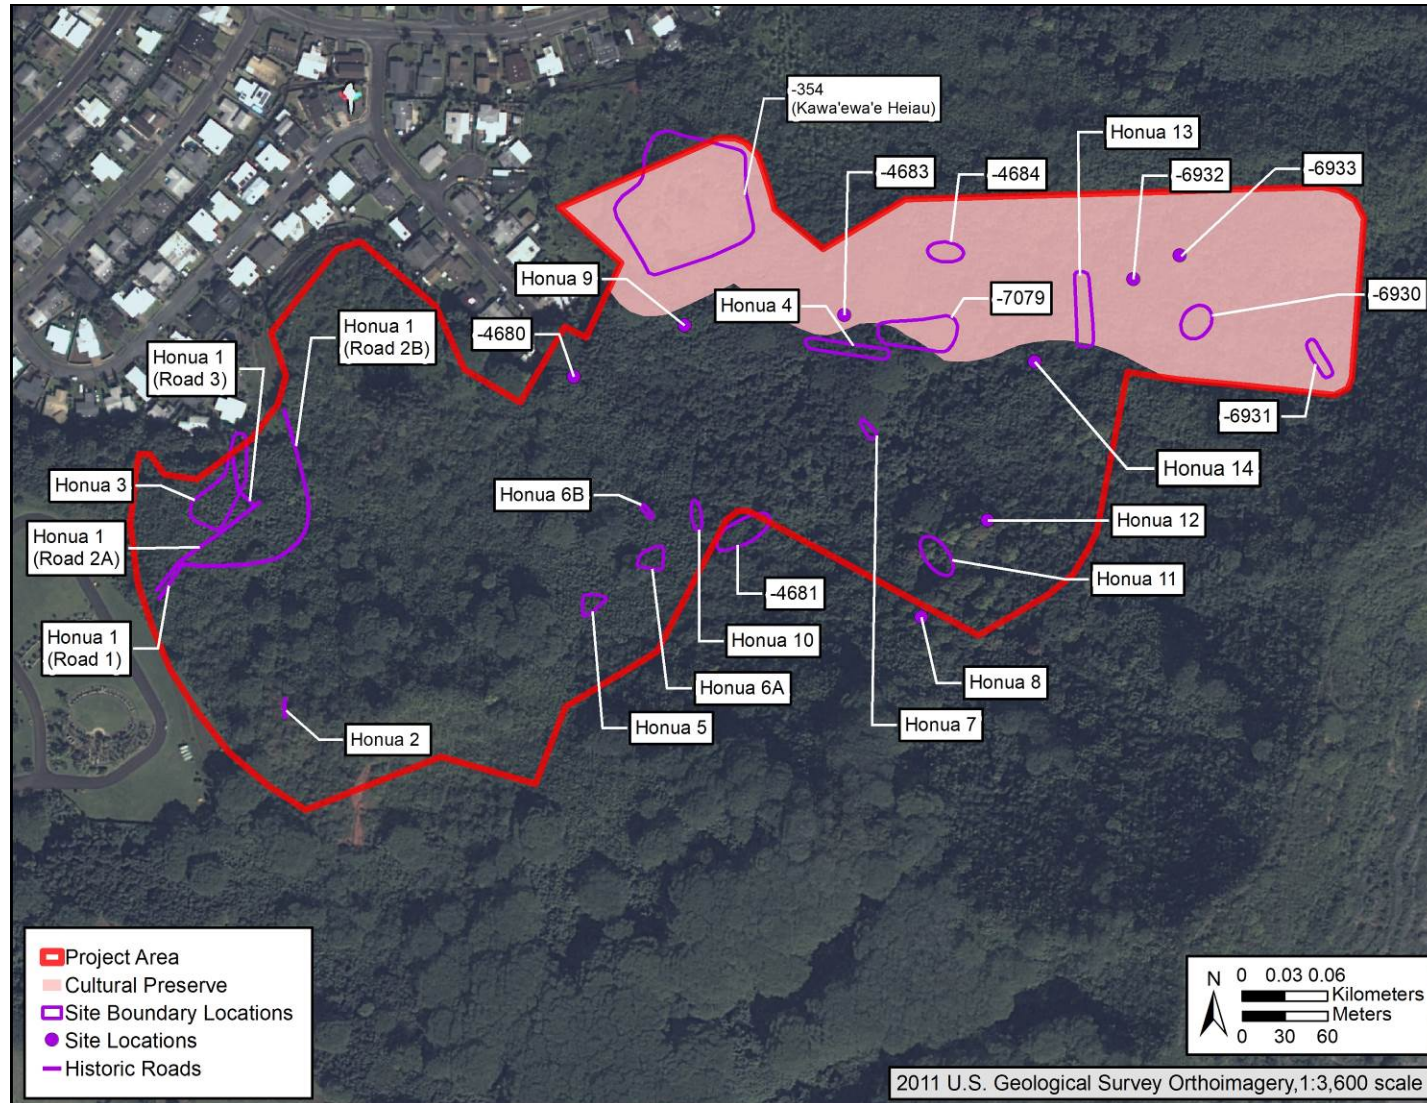 -354
(Kawa'ewa'e Heiau)
Honua 13
-4683
-4684
-6932
-6933
Honua 9
Honua 4
-7079
-6930
Honua 1
(Road 2B)
-4680
Honua 1
(Road 3)
-6931
Honua 14
Honua 3
Honua 6B
Honua 12
Honua 1
(Road 2A)
Honua 11
-4681
Honua 1
(Road 1)
Honua 10
Honua 6A
Honua 8
Honua 5
Honua 7
Honua 2
Project Area
Cultural Preserve
Site Boundary Locations
Site Locations
Historic Roads
N
0 0.03 0.06
Kilometers
Meters
0 30 60
2011 U.S. Geological Survey Orthoimagery,1:3,600 scale